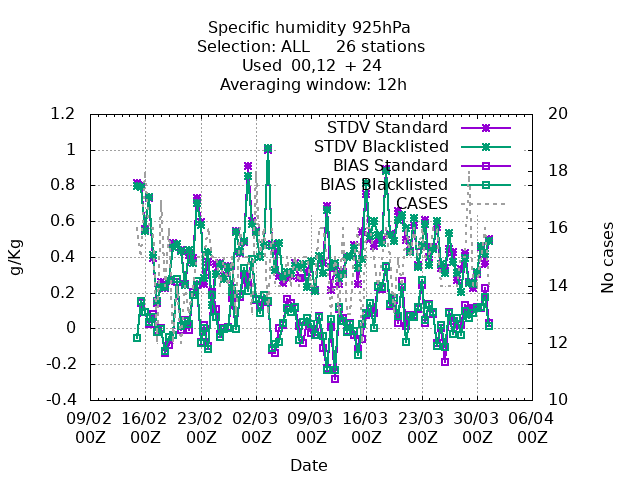 Specific humidity 925hPa
Selection: ALL 26 stations
Used 00,12 + 24
Averaging window: 12h
STDV Standard
STDV Blacklisted
BIAS Standard
BIAS Blacklisted
CASES
1.2
1
0.8
0.6
0.4
0.2
0
-0.2
-0.4
g/Kg
20
18
16
14
12
10
No cases
09/02 16/02 23/02 02/03 09/03 16/03 23/03 30/03 06/04
00Z 00Z 00Z 00Z 00Z 00Z 00Z 00Z 00Z
Date